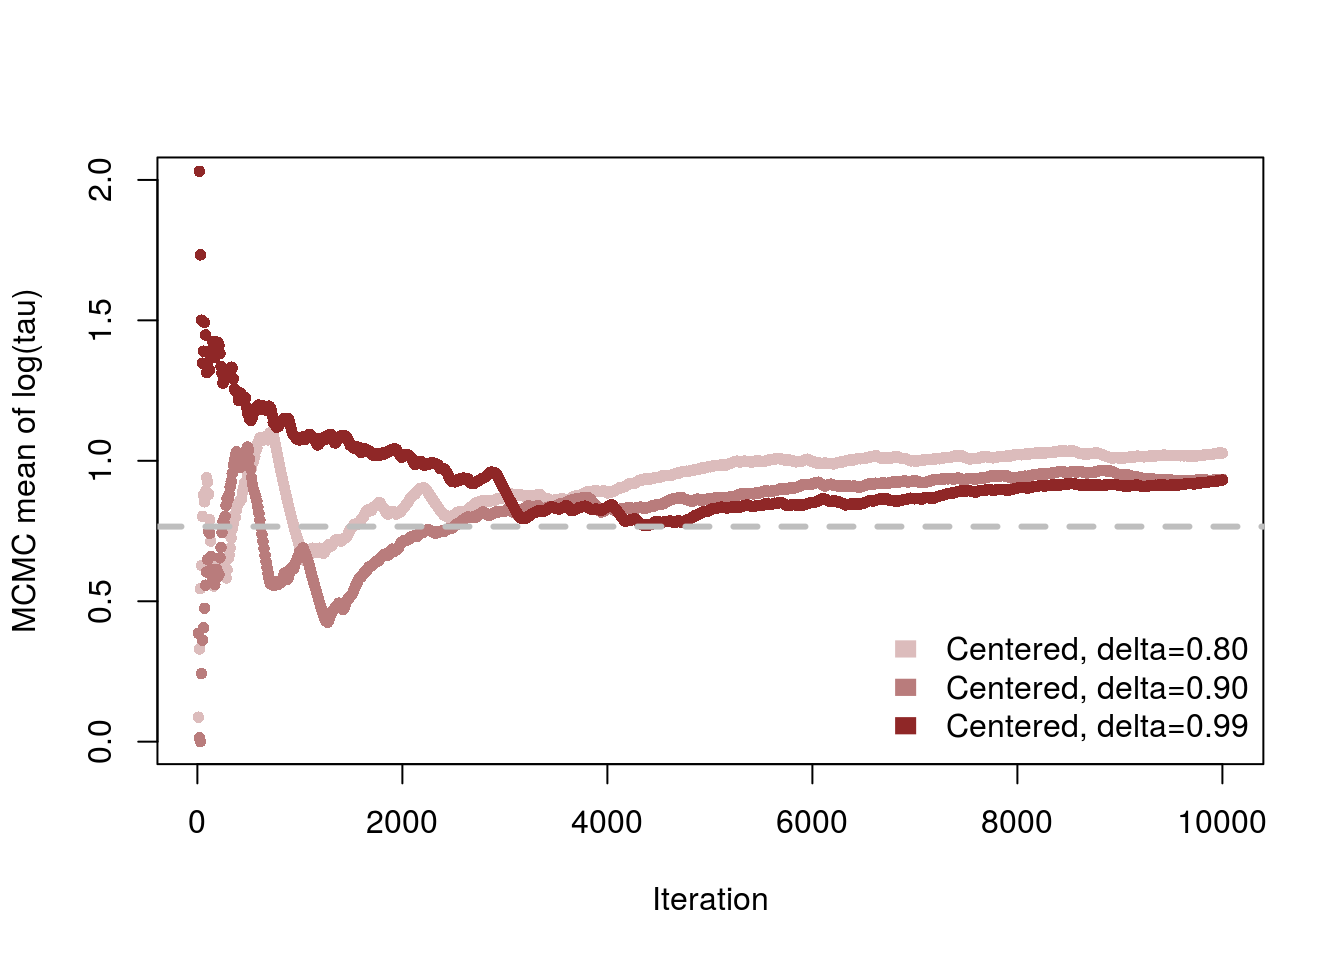 MCMC mean of log(tau)
2.0
1.5
1.0
0.5
0.0
Centered, delta=0.80
Centered, delta=0.90
Centered, delta=0.99
0 2000 4000 6000 8000 10000
Iteration